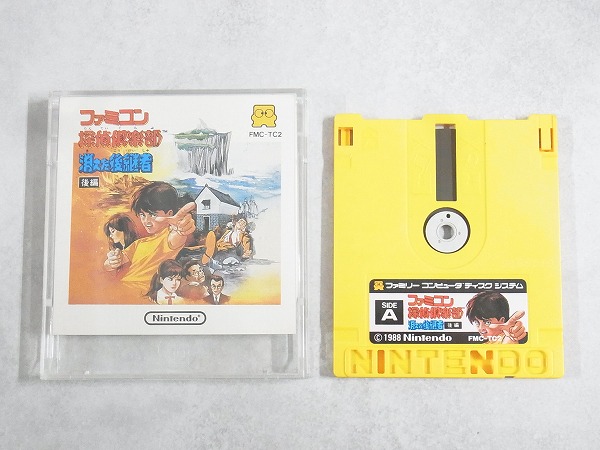 ファミコン
探偵倶楽部™
消えた後継者
後編
FMC-TC2
Nintendo®
ファミリー コンピュータ ディスク システム
SIDE
A
ファミコン
探偵倶楽部
消えた後継者 後編
©1988 Nintendo FMC-TC2
NINTENDO